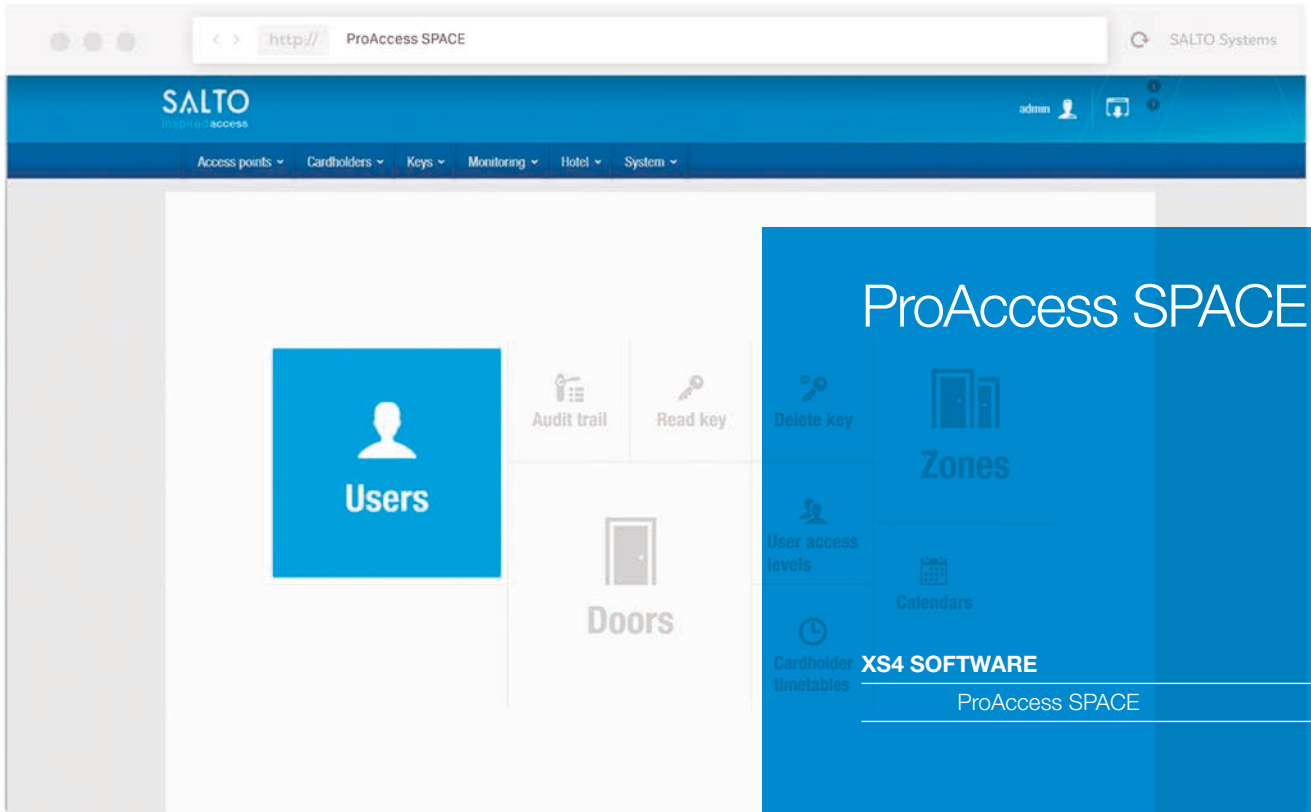 < > http:// ProAccess SPACE SALTO Systems
SALTO
inspired access
admin
Access points Cardholders Keys Monitoring Hotel System
ProAccess SPACE
Users
Audit trail
Read key
Delete key
Zones
Doors
User access
levels
Calendars
Cardholder
timetables
XS4 SOFTWARE
ProAccess SPACE